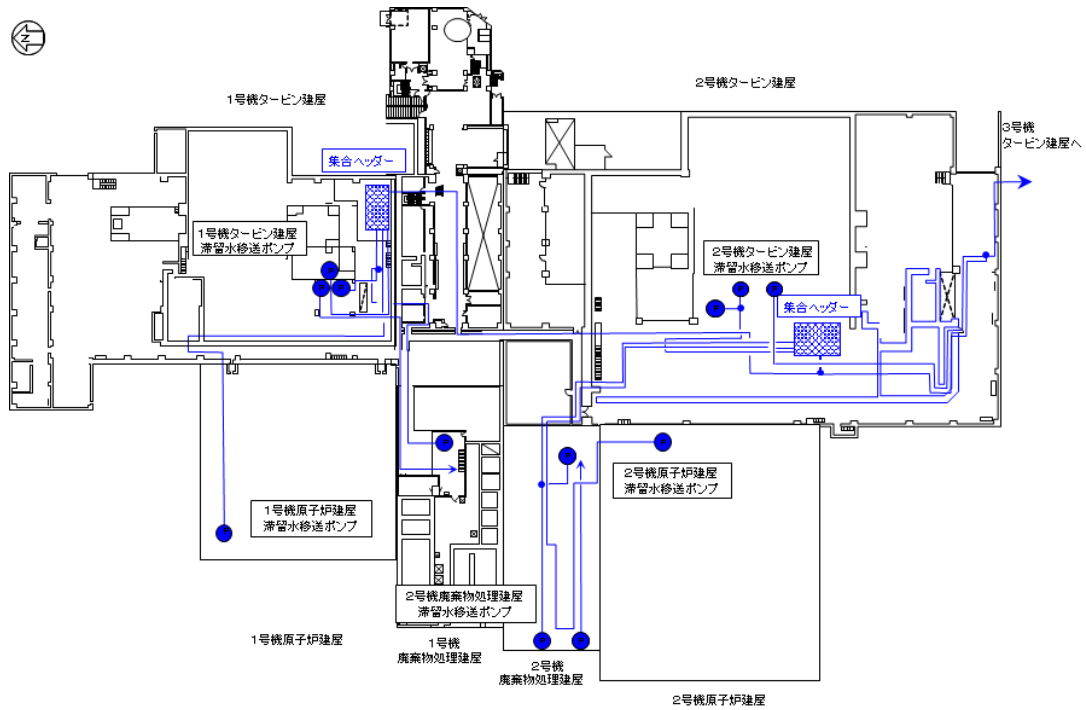 N
1号機タービン建屋
2号機タービン建屋
3号機
タービン建屋へ
集合ヘッダー
1号機タービン建屋
滞留水移送ポンプ
2号機タービン建屋
滞留水移送ポンプ
集合ヘッダー
P
P
P
P
P
P
P
P
P
2号機原子炉建屋
滞留水移送ポンプ
1号機原子炉建屋
滞留水移送ポンプ
P
2号機廃棄物処理建屋
滞留水移送ポンプ
P
P
1号機原子炉建屋
1号機
廃棄物処理建屋
2号機
廃棄物処理建屋
2号機原子炉建屋